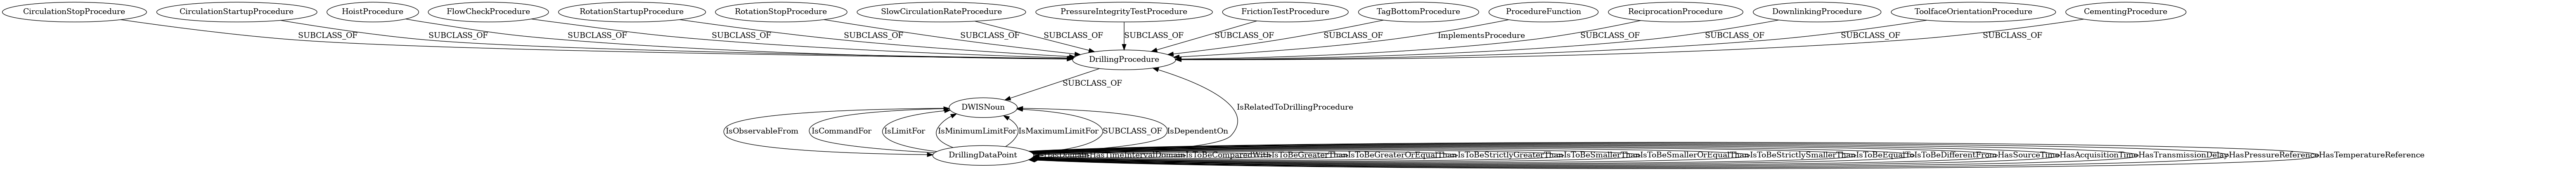 CirculationStopProcedure CirculationStartupProcedure HoistProcedure FlowCheckProcedure RotationStartupProcedure RotationStopProcedure SlowCirculationRateProcedure PressureIntegrityTestProcedure FrictionTestProcedure TagBottomProcedure ProcedureFunction ReciprocationProcedure DownlinkingProcedure ToolfaceOrientationProcedure CementingProcedure
SUBCLASS_OF SUBCLASS_OF SUBCLASS_OF SUBCLASS_OF SUBCLASS_OF SUBCLASS_OF SUBCLASS_OF SUBCLASS_OF SUBCLASS_OF SUBCLASS_OF ImplementsProcedure SUBCLASS_OF SUBCLASS_OF SUBCLASS_OF SUBCLASS_OF
DrillingProcedure
SUBCLASS_OF
DWISNoun IsRelatedToDrillingProcedure
IsObservableFrom IsCommandFor IsLimitFor IsMinimumLimitFor IsMaximumLimitFor SUBCLASS_OF IsDependentOn
DrillingDataPoint HasTimeIntervalDomain IsToBeComparedWith IsToBeGreaterThan IsToBeGreaterOrEqualThan IsToBeStrictlyGreaterThan IsToBeSmallerThan IsToBeSmallerOrEqualThan IsToBeStrictlySmallerThan IsToBeEqualTo IsToBeDifferentFrom HasSourceTime HasAcquisitionTime HasTransmissionDelay HasPressureReference HasTemperatureReference